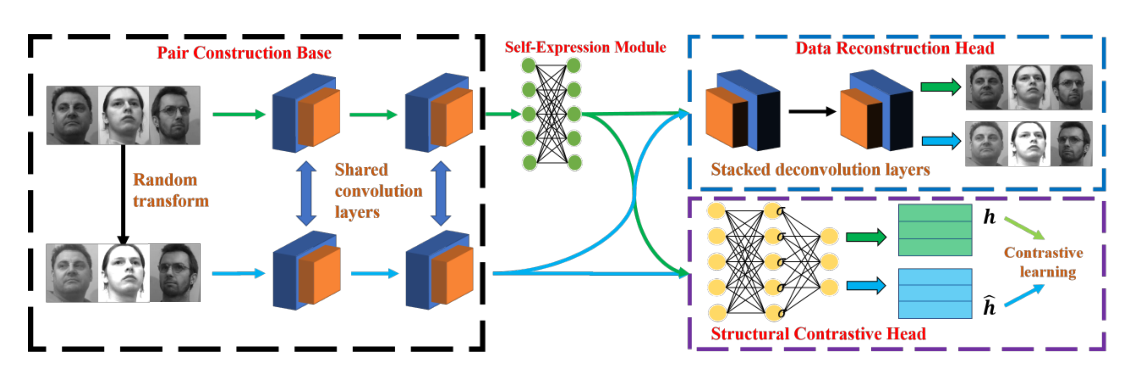 Pair Construction Base
Self-Expression Module
Data Reconstruction Head
Random
transform
Shared
convolution
layers
Stacked deconvolution layers
σ
σ
σ
σ
σ
h
Contrastive
learning
ĥ
Structural Contrastive Head